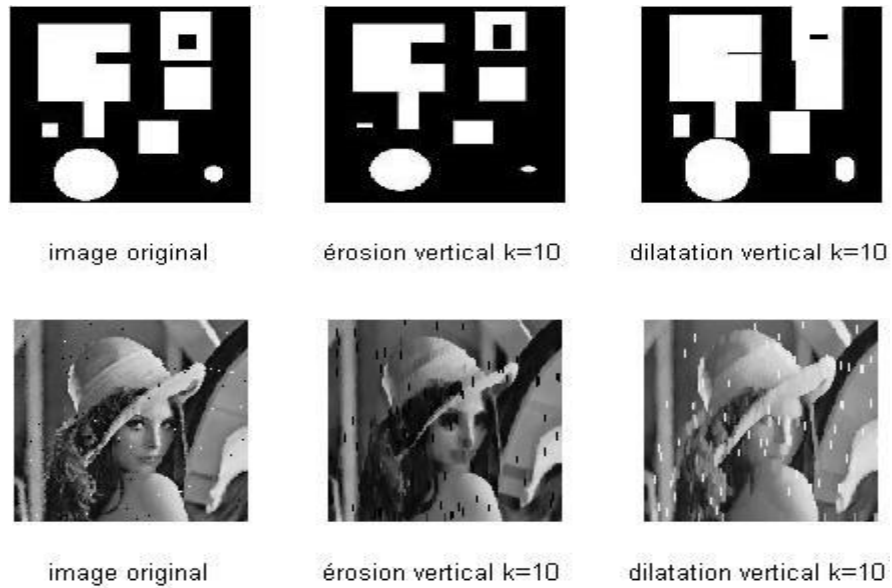 image original
érosion vertical k=10
dilatation vertical k=10
image original
érosion vertical k=10
dilatation vertical k=10